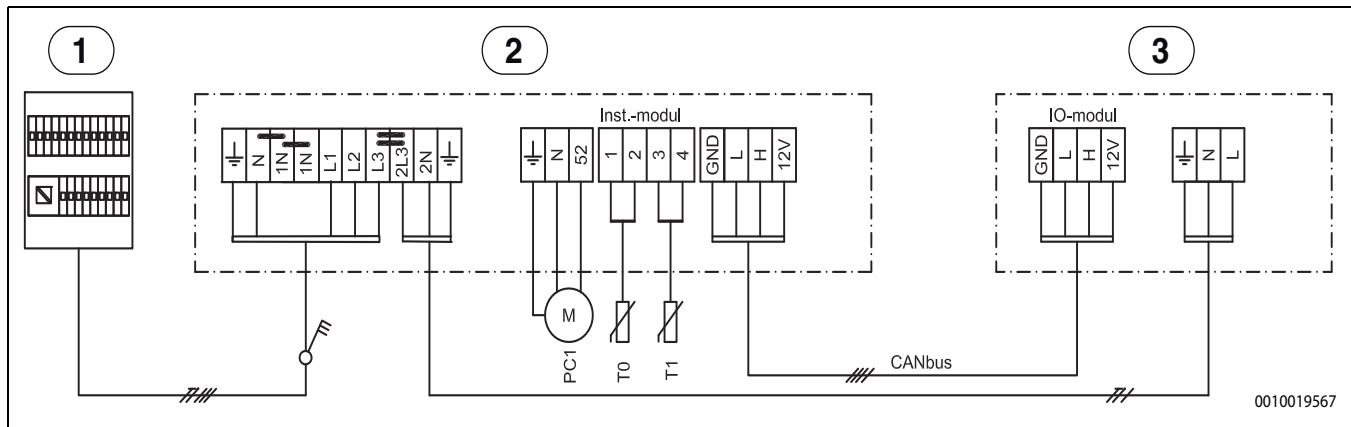 1
2
3
Inst.-modul
IO-modul
N
1N
1N
L1
L2
L3
2L3
2N
N
52
1
2
3
4
GND
L
H
12V
GND
L
H
12V
N
L
M
PC1
T0
T1
CANbus
0010019567